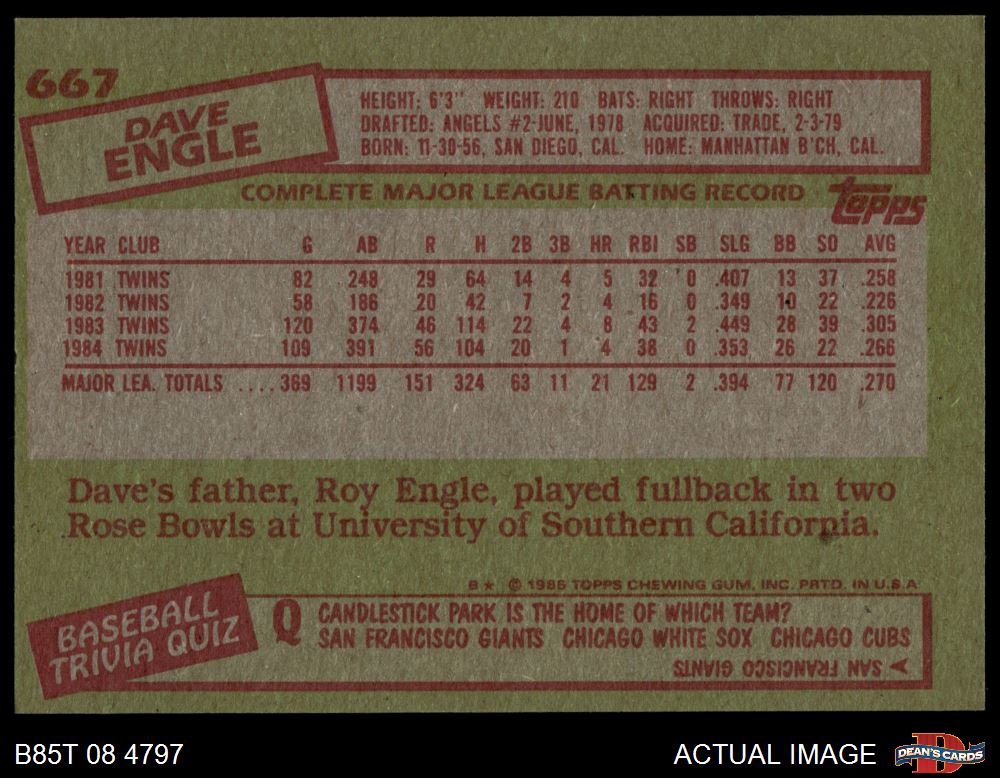 667
DAVE
ENGLE
HEIGHT: 6'3" WEIGHT: 210 BATS: RIGHT THROWS: RIGHT
DRAFTED: ANGELS #2-JUNE, 1978 ACQUIRED: TRADE, 2-3-79
BORN: 11-30-56, SAN DIEGO, CAL. HOME: MANHATTAN B'CH, CAL.
COMPLETE MAJOR LEAGUE BATTING RECORD
Topps
YEAR CLUB G AB R H 2B 3B HR RBI SB SLG BB SO AVG
1981 TWINS 82 248 29 64 14 4 5 32 0 .407 13 37 .258
1982 TWINS 58 186 20 42 7 2 4 16 0 .349 10 22 .226
1983 TWINS 120 374 46 114 22 4 8 43 2 .449 28 39 .305
1984 TWINS 109 391 56 104 20 1 4 38 0 .353 26 22 .266
MAJOR LEA. TOTALS ....369 1199 151 324 63 11 21 129 2 .394 77 120 .270
Dave's father, Roy Engle, played fullback in two
Rose Bowls at University of Southern California.
B★ © 1985 TOPPS CHEWING GUM, INC. PRTD. IN U.S.A
BASEBALL
TRIVIA QUIZ
Q CANDLESTICK PARK IS THE HOME OF WHICH TEAM?
SAN FRANCISCO GIANTS CHICAGO WHITE SOX CHICAGO CUBS
A SAN FRANCISCO GIANTS
B85T 08 4797
ACTUAL IMAGE
D
DEAN'S CARDS